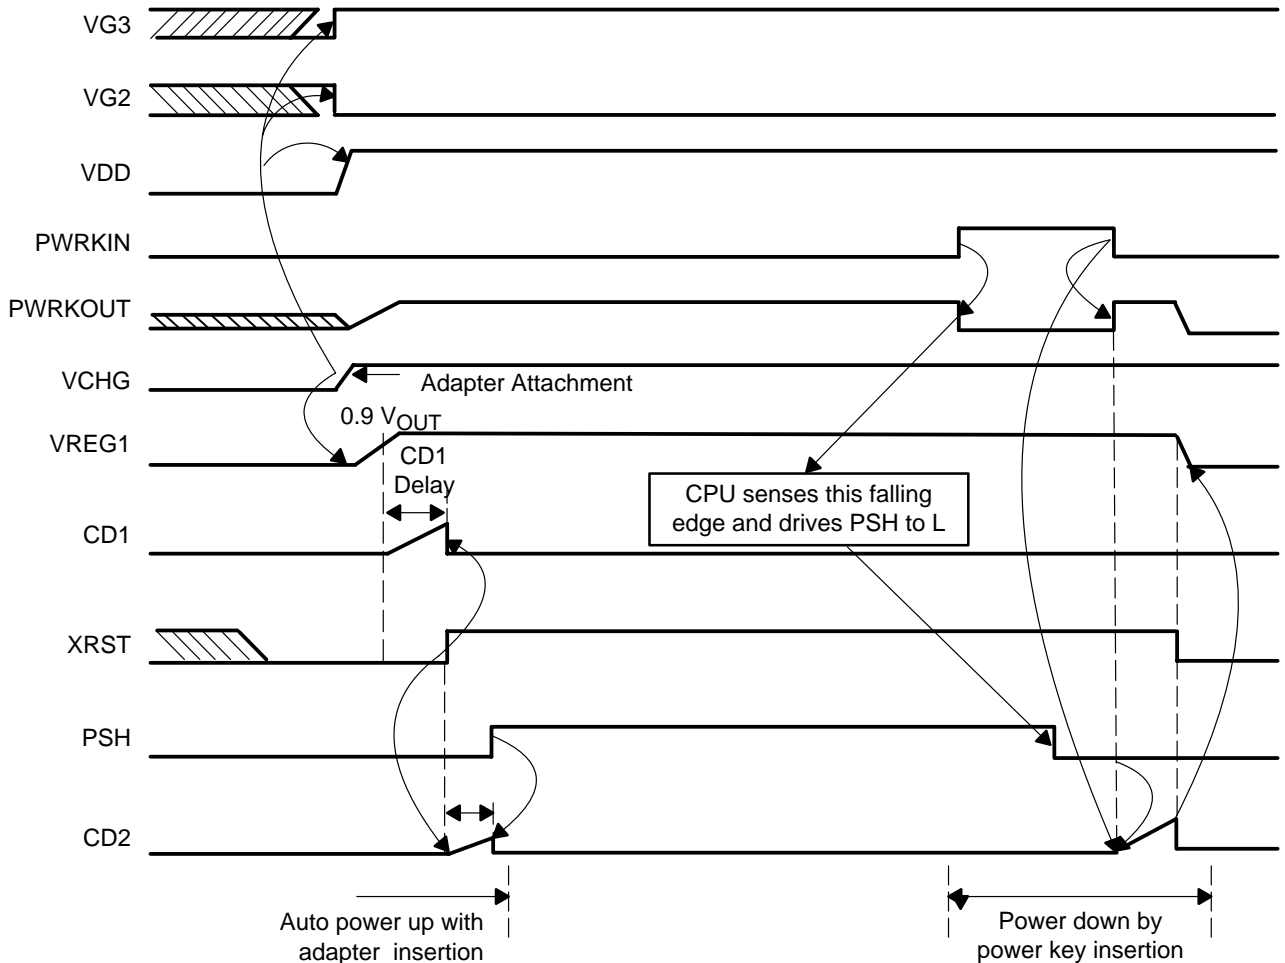 VG3
VG2
VDD
PWRKIN
PWRKOUT
VCHG
Adapter Attachment
0.9 VOUT
VREG1
CD1
Delay
CPU senses this falling
edge and drives PSH to L
CD1
XRST
PSH
CD2
Auto power up with
adapter insertion
Power down by
power key insertion